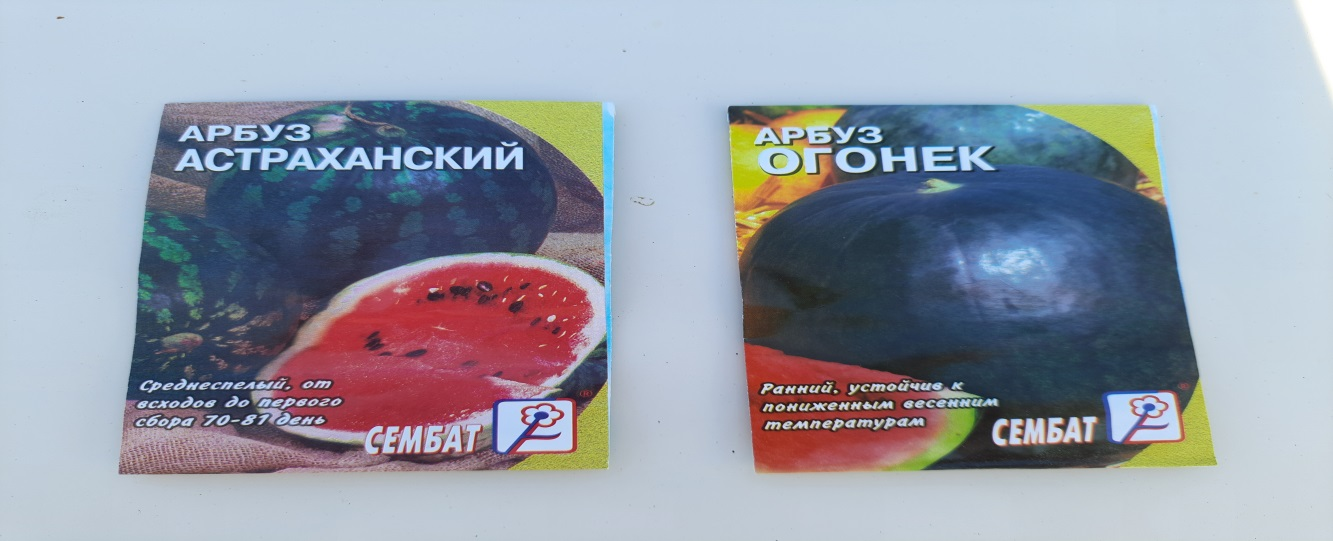 АРБУЗ
АСТРАХАНСКИЙ
Среднеспелый, от
всходов до первого
сбора 70-81 день
СЕМБАТ
®
АРБУЗ
ОГОНЕК
Ранний, устойчив к
пониженным весенним
температурам
СЕМБАТ
®